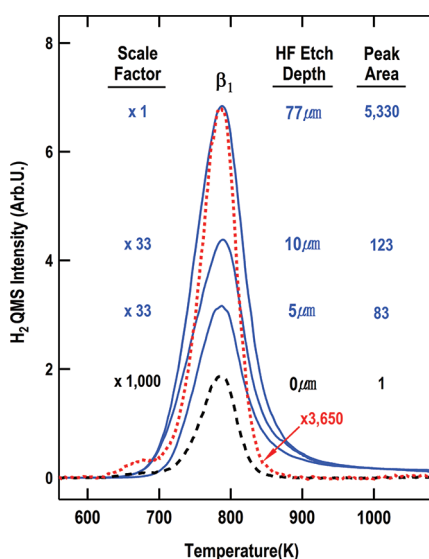 Scale Factor
β1
HF Etch Depth
Peak Area
x 1
77㎛
5,330
x 33
10㎛
123
x 33
5㎛
83
x 1,000
0㎛
1
x3,650
8
6
4
2
0
H2 QMS Intensity (Arb.U.)
600 700 800 900 1000
Temperature(K)